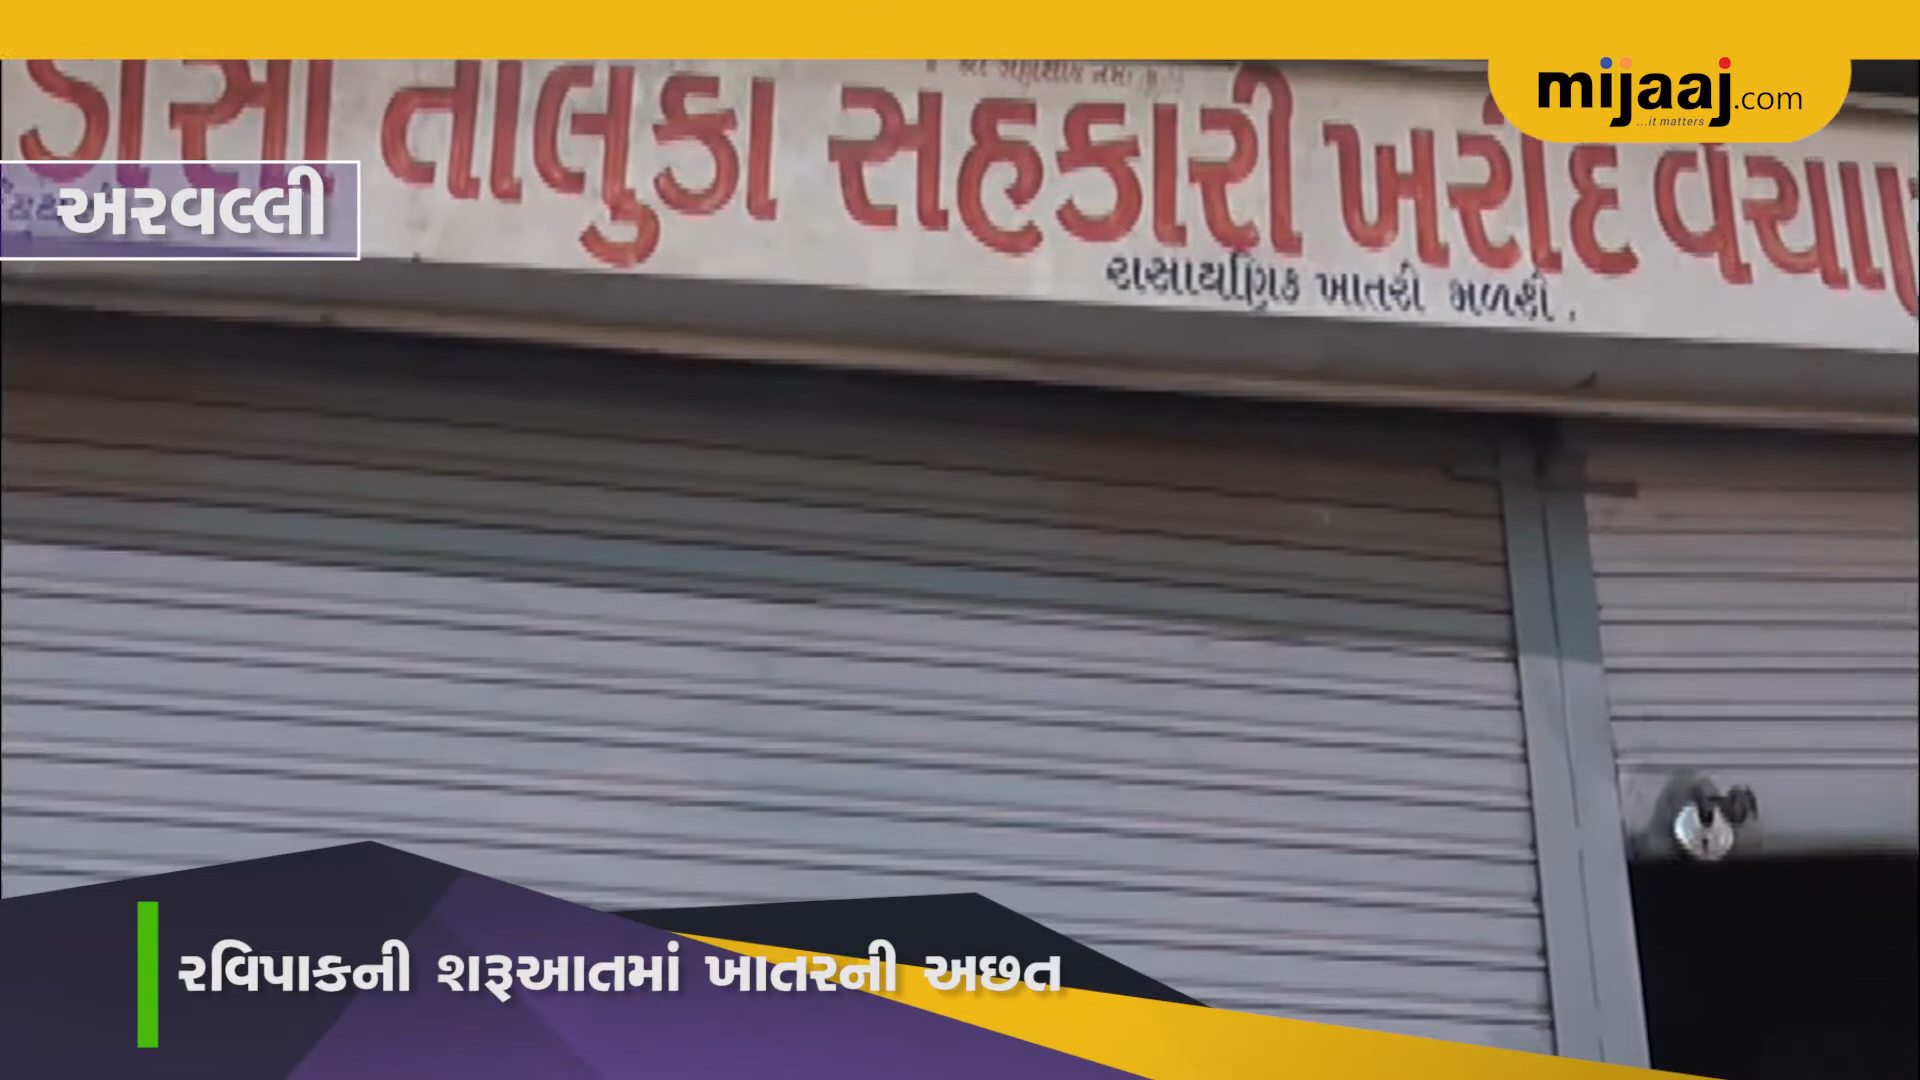 mijaaj.com
...it matters
તાલુકા સહકારી ખરીદ વેચાણ
રાસાયણિક ખાતરો મળશે.
અરવલ્લી
રવિપાકની શરૂઆતમાં ખાતરની અછત